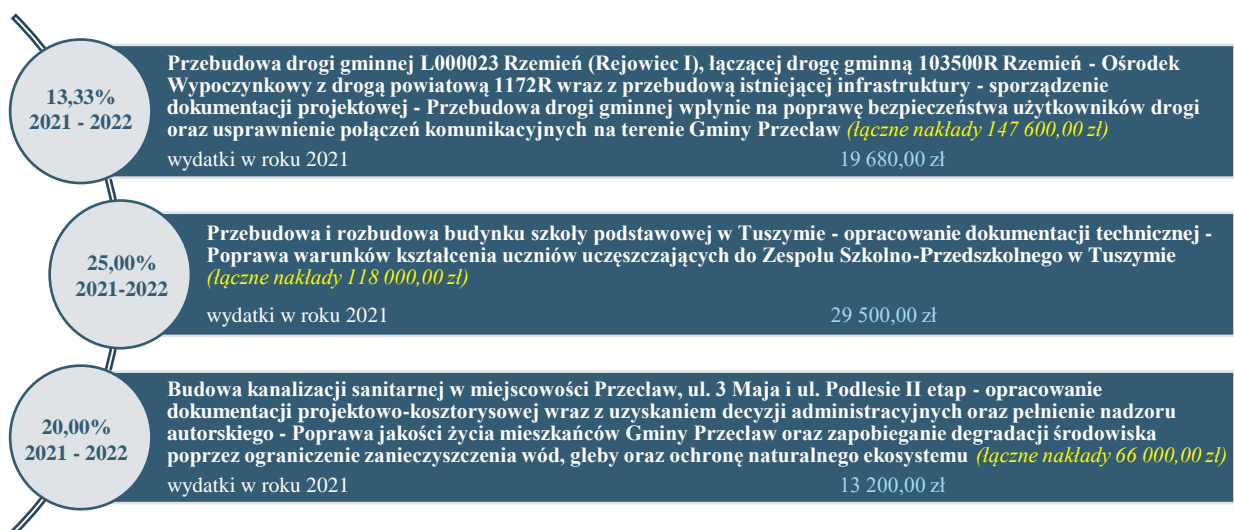 13,33%
2021 - 2022
Przebudowa drogi gminnej L000023 Rzemień (Rejowiec I), łączącej drogę gminną 103500R Rzemień - Ośrodek
Wypoczynkowy z drogą powiatową 1172R wraz z przebudową istniejącej infrastruktury - sporządzenie
dokumentacji projektowej - Przebudowa drogi gminnej wpłynie na poprawę bezpieczeństwa użytkowników drogi
oraz usprawnienie połączeń komunikacyjnych na terenie Gminy Przecław (łączne nakłady 147 600,00 zł)
wydatki w roku 2021 19 680,00 zł
25,00%
2021-2022
Przebudowa i rozbudowa budynku szkoły podstawowej w Tuszymie - opracowanie dokumentacji technicznej -
Poprawa warunków kształcenia uczniów uczęszczających do Zespołu Szkolno-Przedszkolnego w Tuszymie
(łączne nakłady 118 000,00 zł)
wydatki w roku 2021 29 500,00 zł
20,00%
2021 - 2022
Budowa kanalizacji sanitarnej w miejscowości Przecław, ul. 3 Maja i ul. Podlesie II etap - opracowanie
dokumentacji projektowo-kosztorysowej wraz z uzyskaniem decyzji administracyjnych oraz pełnienie nadzoru
autorskiego - Poprawa jakości życia mieszkańców Gminy Przecław oraz zapobieganie degradacji środowiska
poprzez ograniczenie zanieczyszczenia wód, gleby oraz ochronę naturalnego ekosystemu (łączne nakłady 66 000,00 zł)
wydatki w roku 2021 13 200,00 zł